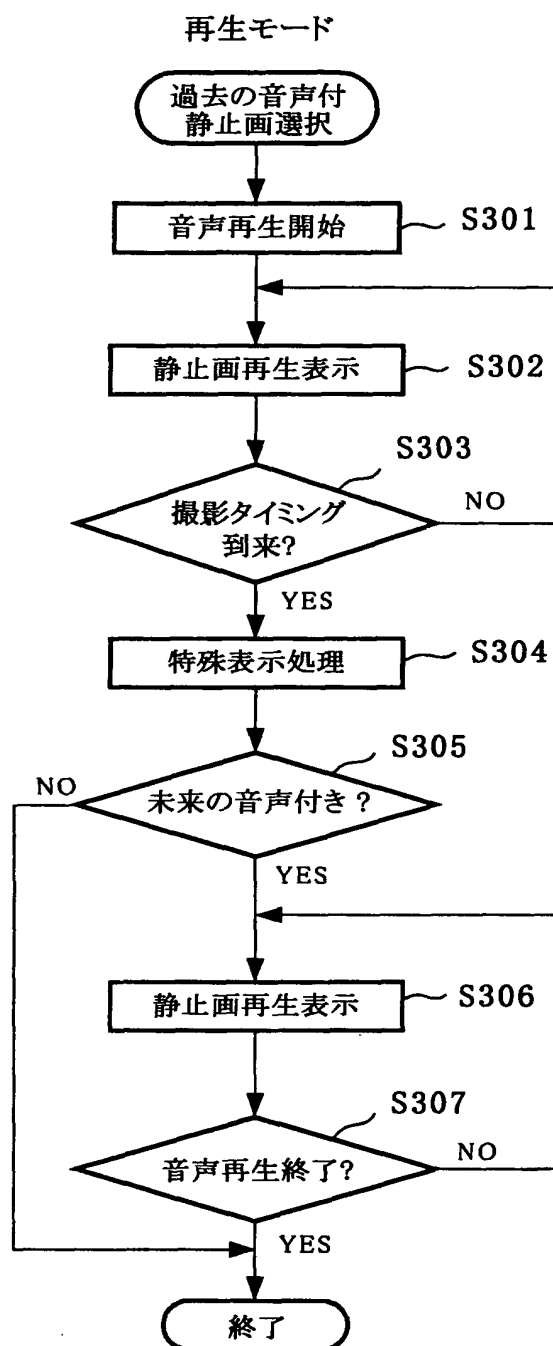 再生モード
過去の音声付
静止画選択
音声再生開始
S301
静止画再生表示
S302
S303
撮影タイミング
到来?
NO
YES
特殊表示処理
S304
S305
NO
未来の音声付き?
YES
静止画再生表示
S306
S307
音声再生終了?
NO
YES
終了